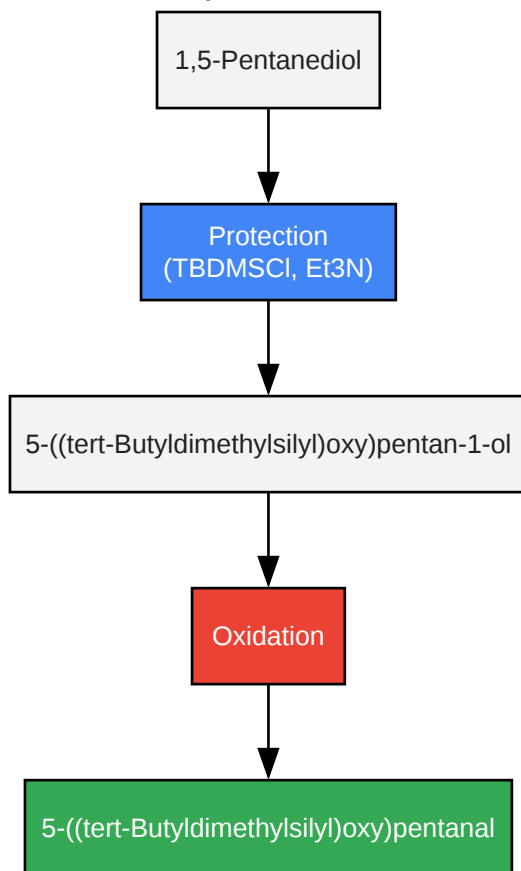 1,5-Pentanediol
Protection
(TBDMSCl, Et3N)
5-((tert-Butyldimethylsilyl)oxy)pentan-1-ol
Oxidation
5-((tert-Butyldimethylsilyl)oxy)pentanal